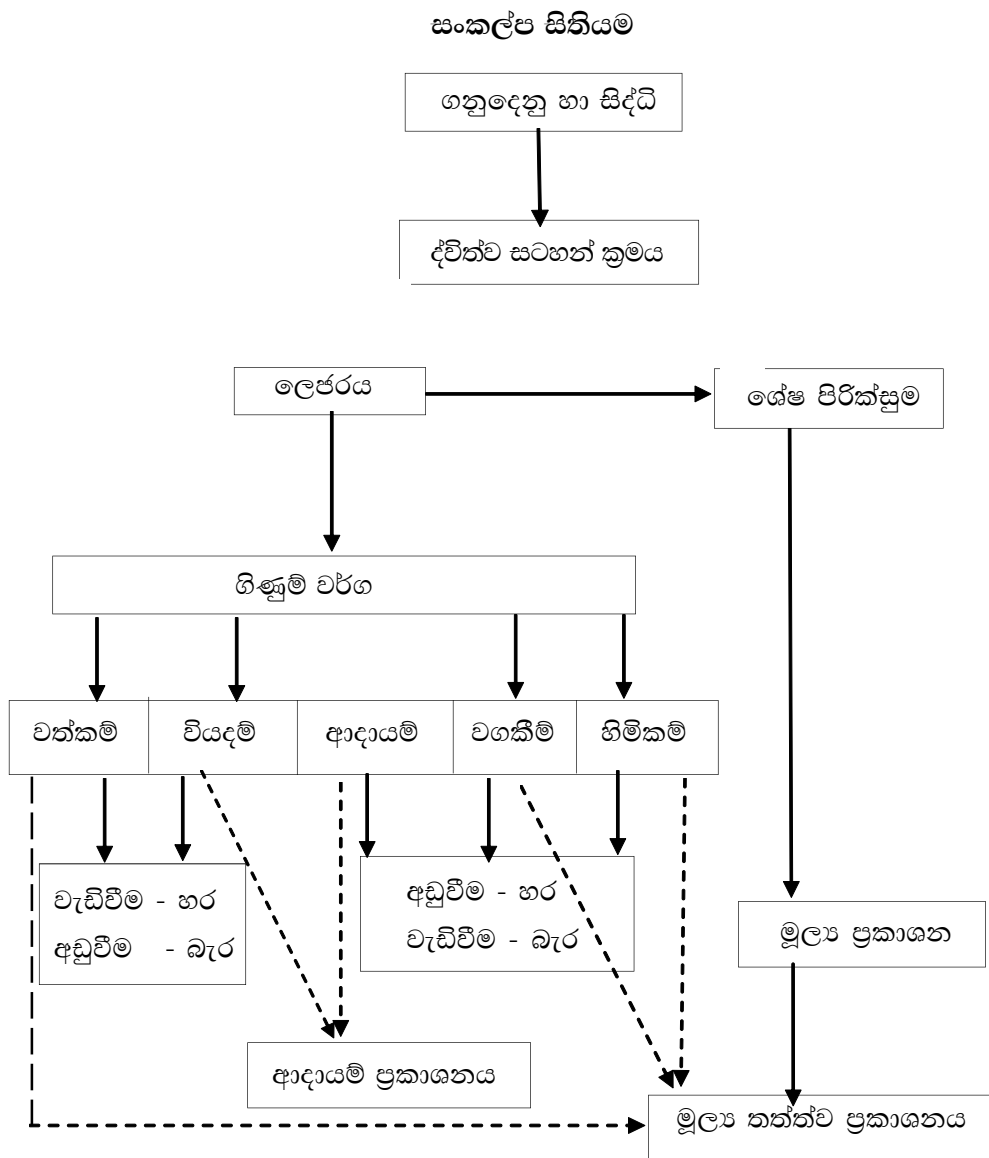 සංකල්ප සිතියම
ගනුදෙනු හා සිද්ධි
ද්විත්ව සටහන් ක්‍රමය
ලෙජරය
ශේෂ පිරික්සුම
ගිණුම් වර්ග
වත්කම් වියදම් ආදායම් වගකීම් හිමිකම්
වැඩිවීම - හර
අඩුවීම - බැර
අඩුවීම - හර
වැඩිවීම - බැර
මූල්‍ය ප්‍රකාශන
ආදායම් ප්‍රකාශනය
මූල්‍ය තත්ත්ව ප්‍රකාශනය